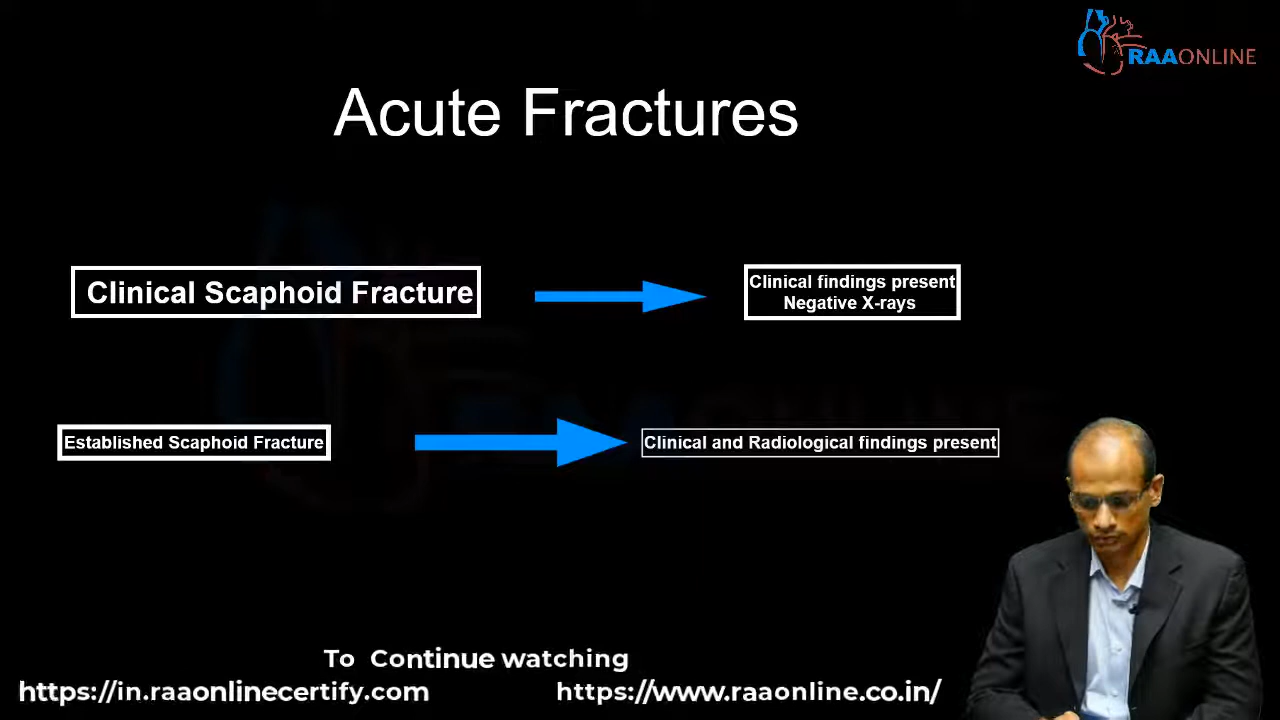 RAAONLINE
Acute Fractures
Clinical Scaphoid Fracture
Clinical findings present
Negative X-rays
Established Scaphoid Fracture
Clinical and Radiological findings present
To Continue watching
https://in.raaonlinecertify.com
https://www.raaonline.co.in/